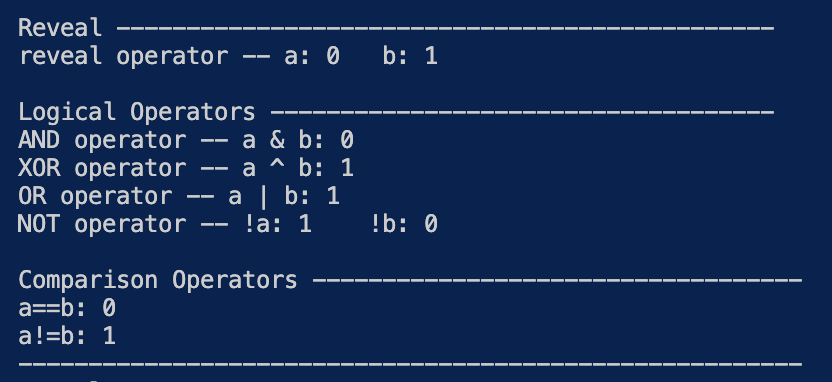 Reveal -----------------------------------------------
reveal operator -- a: 0   b: 1
Logical Operators ------------------------------------
AND operator -- a & b: 0
XOR operator -- a ^ b: 1
OR operator -- a | b: 1
NOT operator -- !a: 1    !b: 0
Comparison Operators -----------------------------------
a==b: 0
a!=b: 1
--------------------------------------------------------